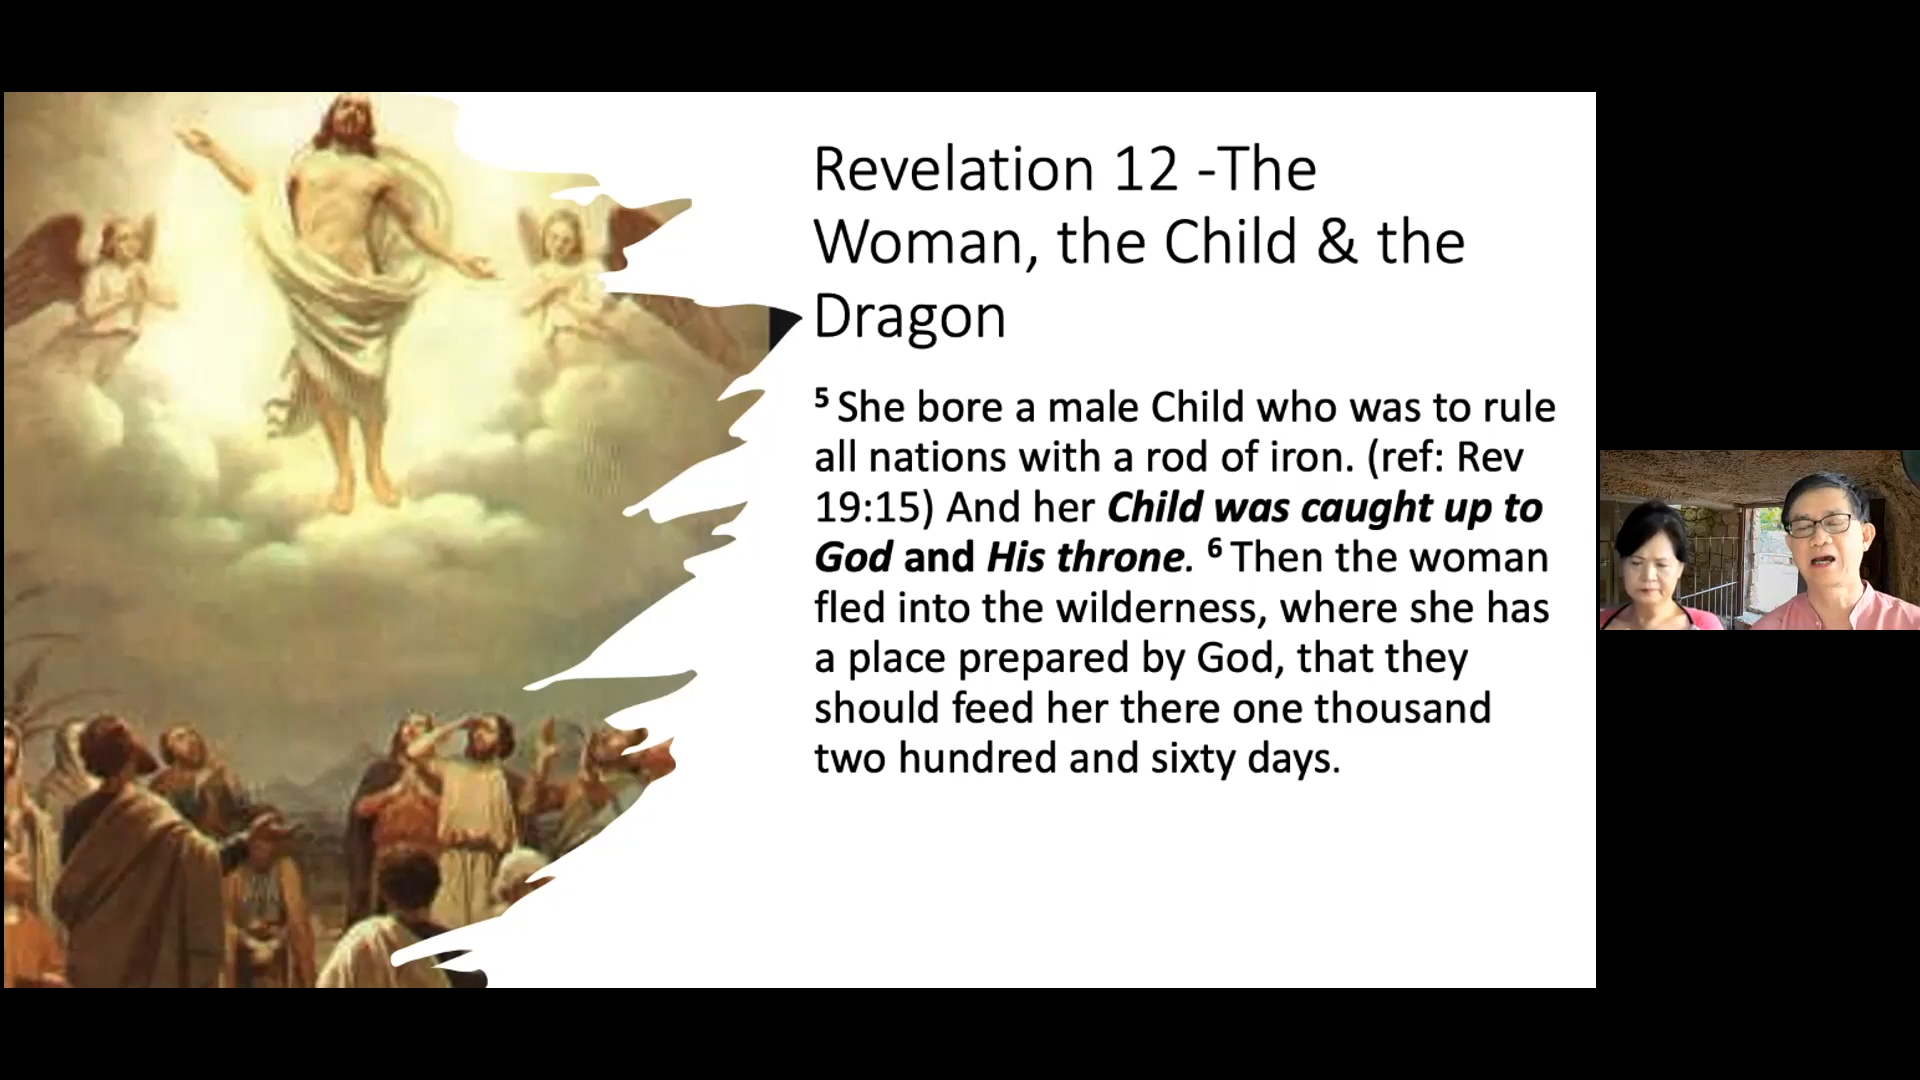 Revelation 12 -The
Woman, the Child & the
Dragon
5 She bore a male Child who was to rule
all nations with a rod of iron. (ref: Rev
19:15) And her Child was caught up to
God and His throne. 6 Then the woman
fled into the wilderness, where she has
a place prepared by God, that they
should feed her there one thousand
two hundred and sixty days.